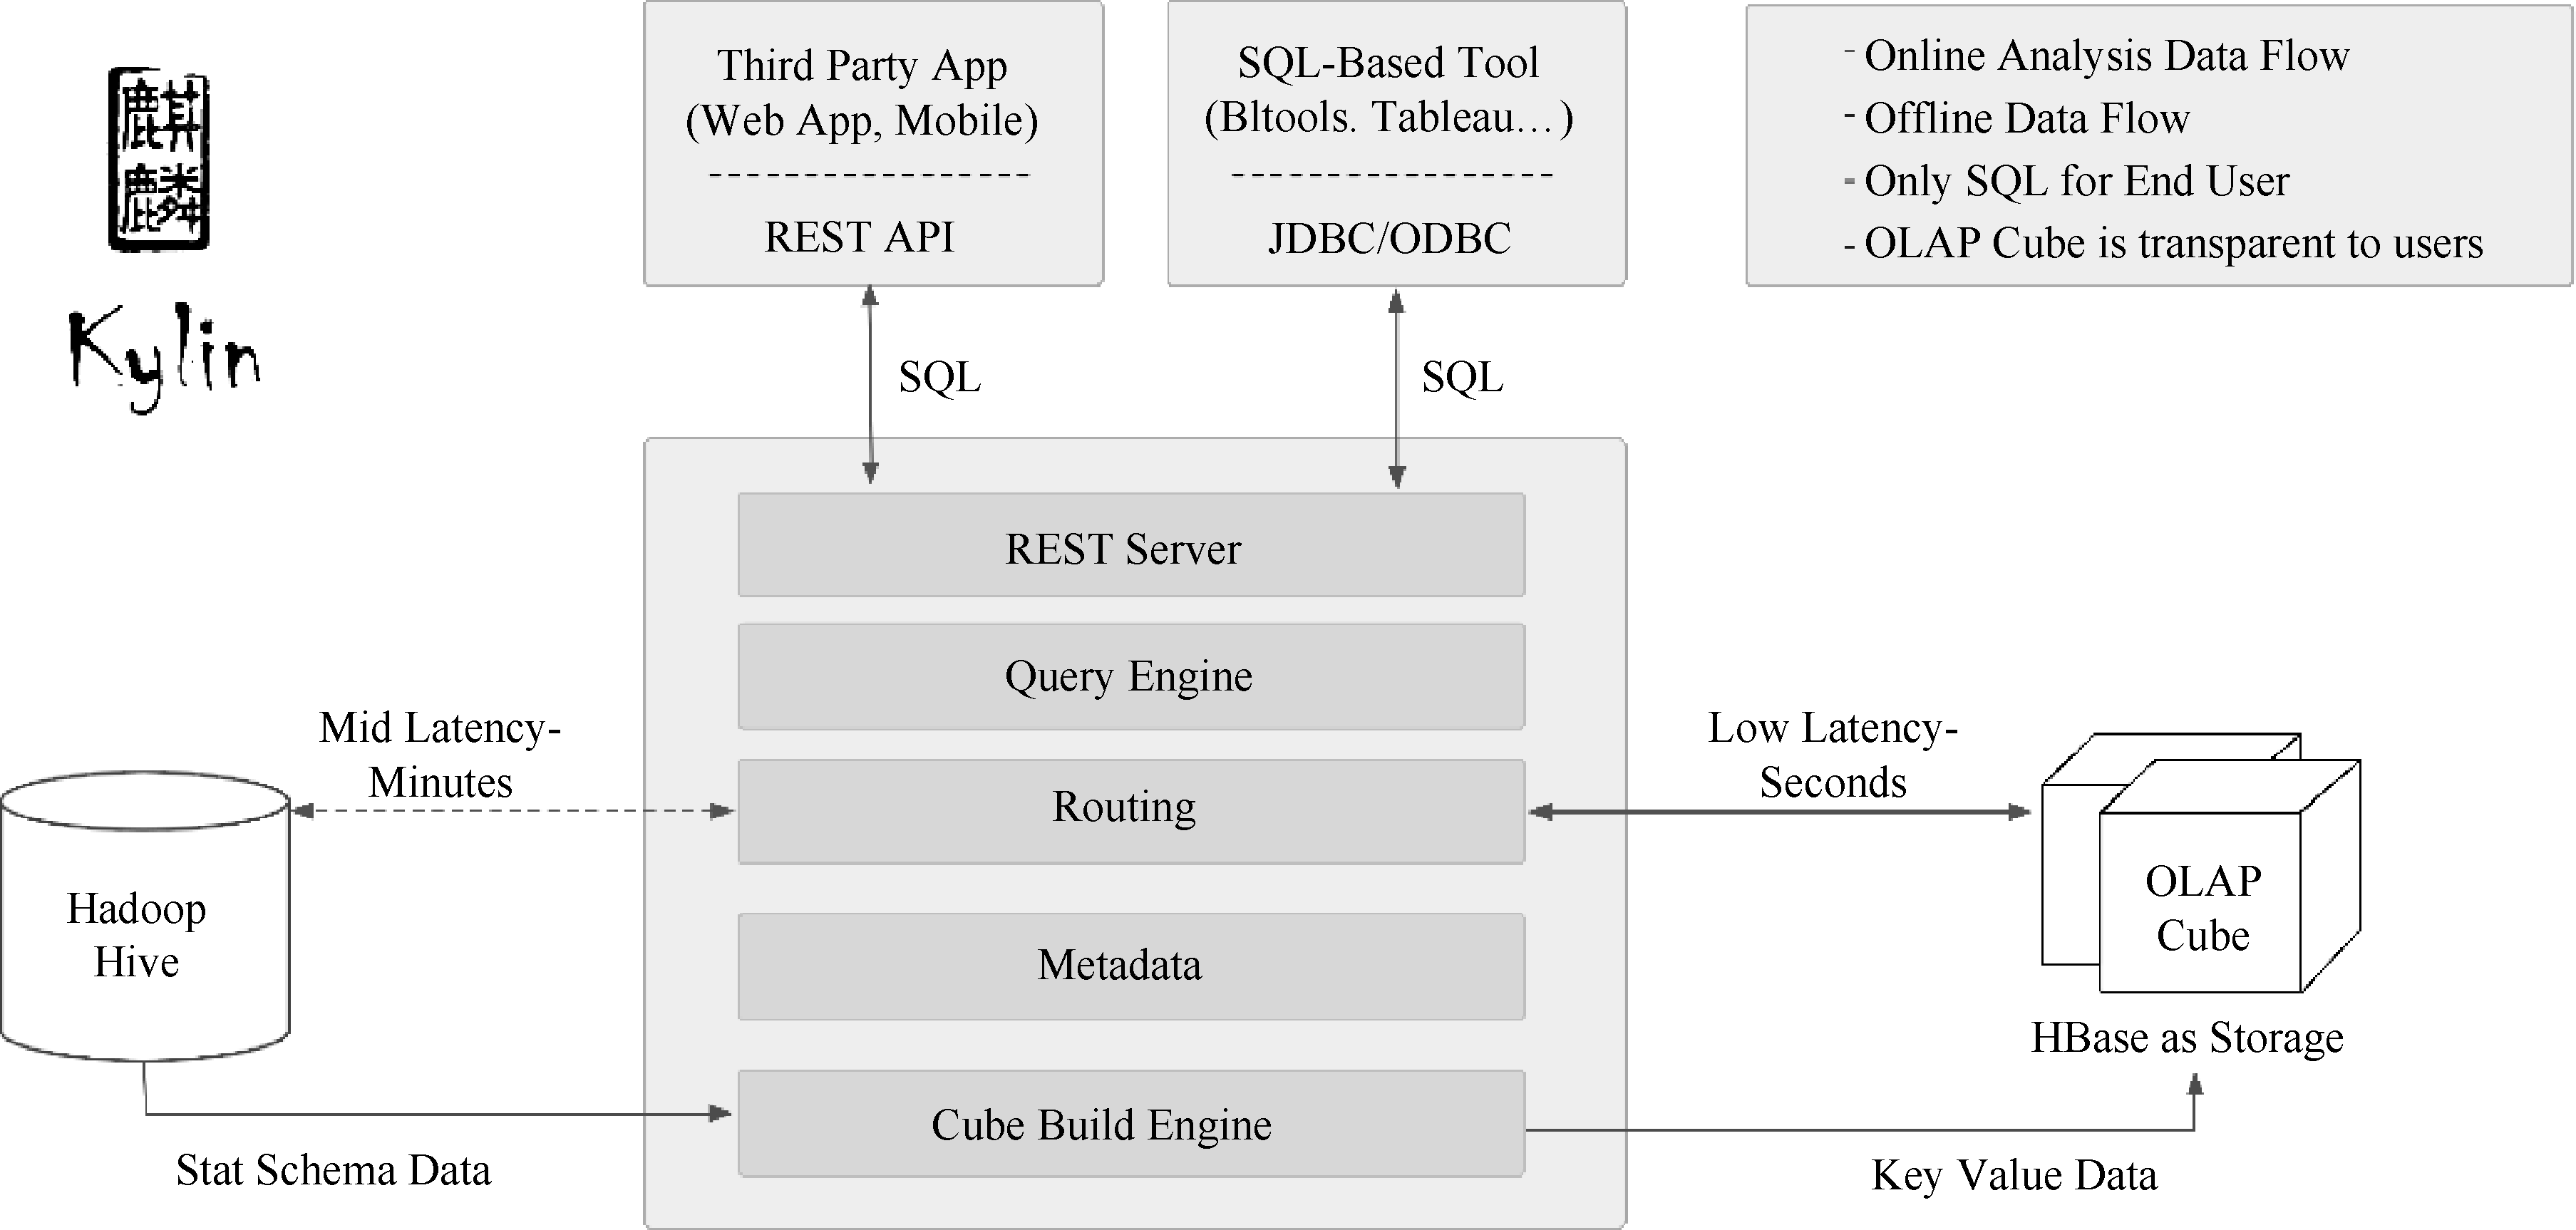 麒麟
Kylin
Third Party App
(Web App, Mobile)
REST API
SQL-Based Tool
(Bltools. Tableau…)
JDBC/ODBC
- Online Analysis Data Flow
- Offline Data Flow
- Only SQL for End User
- OLAP Cube is transparent to users
SQL
SQL
REST Server
Query Engine
Routing
Metadata
Cube Build Engine
Mid Latency-
Minutes
Hadoop
Hive
Stat Schema Data
Low Latency-
Seconds
OLAP
Cube
HBase as Storage
Key Value Data